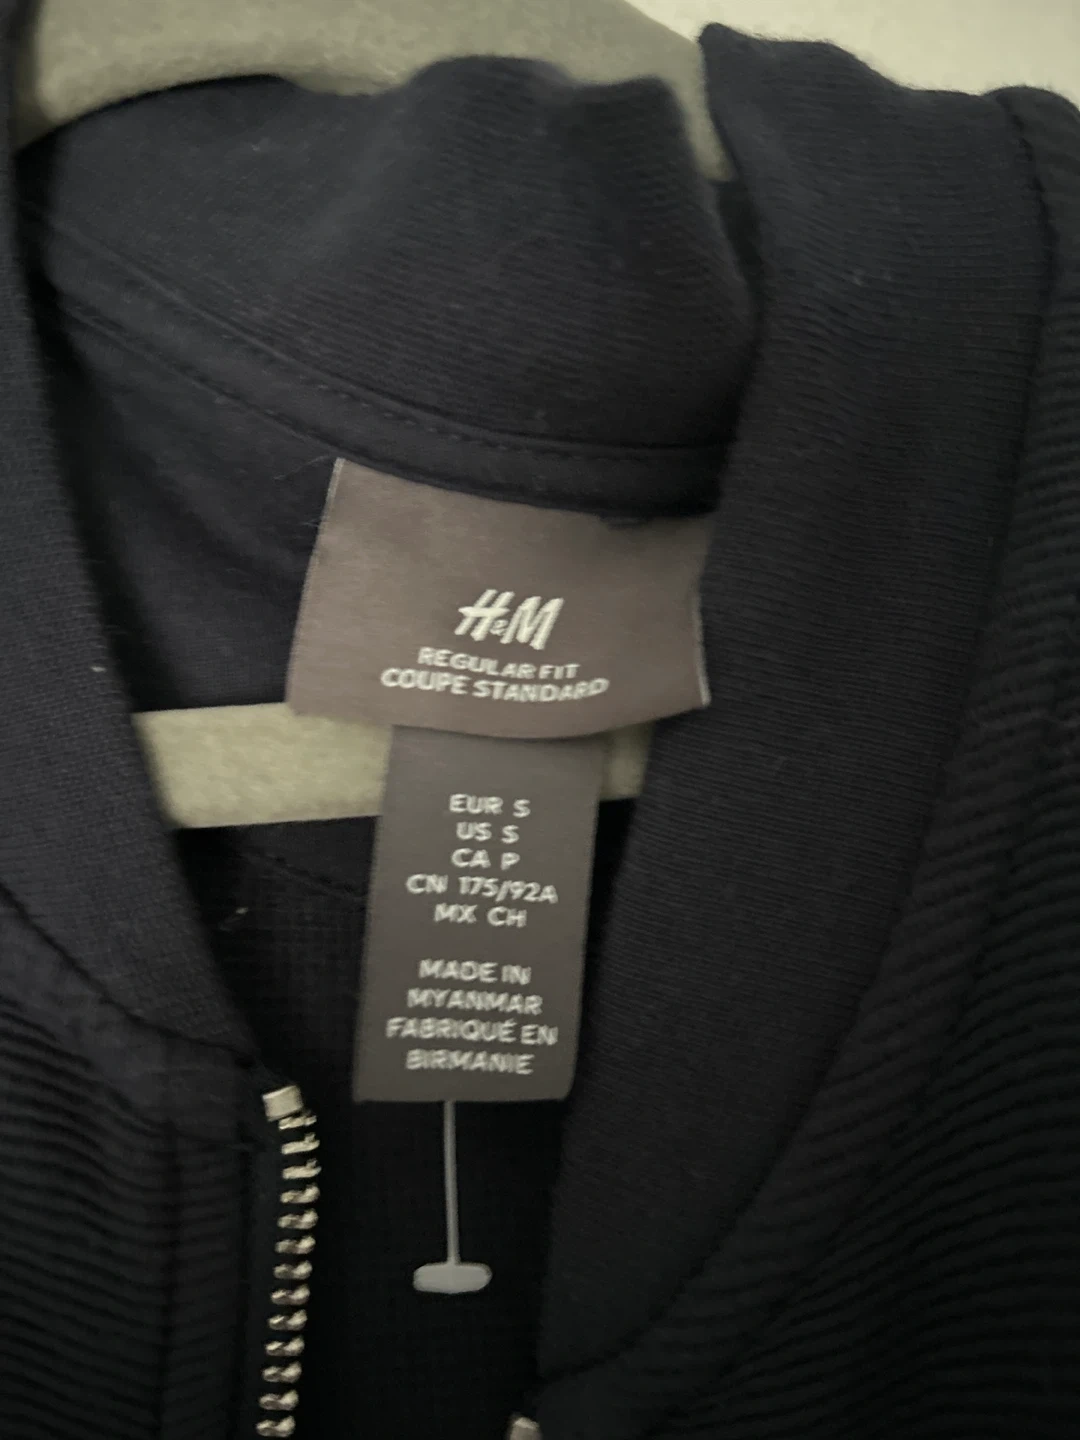 H&M
REGULAR FIT
COUPE STANDARD
EUR S
US S
CA P
CN 175/92A
MX CH
MADE IN
MYANMAR
FABRIQUÉ EN
BIRMANIE